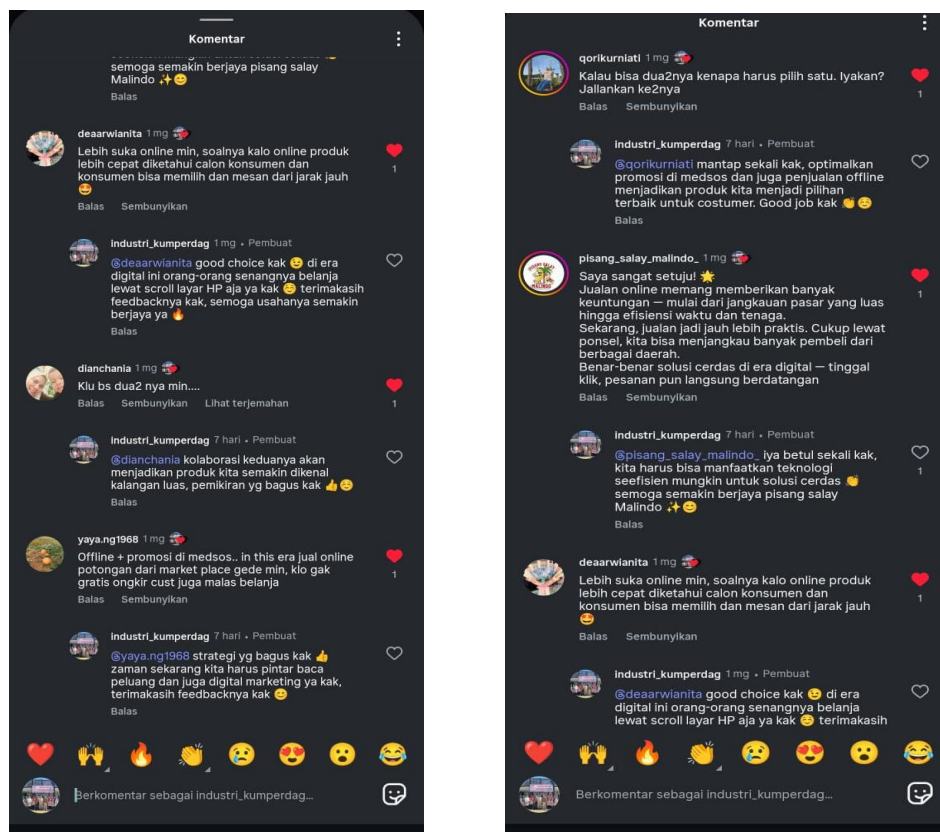 Komentar
semoga semakin berjaya pisang salay
Malindo ✨😊
Balas
deaarwianita 1 mg
Lebih suka online min, soalnya kalo online produk
lebih cepat diketahui calon konsumen dan
konsumen bisa memilih dan mesan dari jarak jauh
🤩
1
Balas Sembunyikan
industri_kumperdag 1 mg • Pembuat
@deaarwianita good choice kak 😉 di era
digital ini orang-orang senangnya belanja
lewat scroll layar HP aja ya kak ☺️ terimakasih
feedbacknya kak, semoga usahanya semakin
berjaya ya 🔥
Balas
dianchania 1 mg
Klu bs dua2 nya min....
Balas Sembunyikan Lihat terjemahan
1
industri_kumperdag 7 hari • Pembuat
@dianchania kolaborasi keduanya akan
menjadikan produk kita semakin dikenal
kalangan luas, pemikiran yg bagus kak 👍☺️
Balas
yaya.ng1968 1 mg
Offline + promosi di medsos.. in this era jual online
potongan dari market place gede min, klo gak
gratis ongkir cust juga malas belanja
1
Balas Sembunyikan
industri_kumperdag 7 hari • Pembuat
@yaya.ng1968 strategi yg bagus kak 👍
zaman sekarang kita harus pintar baca
peluang dan juga digital marketing ya kak,
terimakasih feedbacknya kak 😊
Balas
Berkomentar sebagai industri_kumperdag...
Komentar
qorikurniati 1 mg
Kalau bisa dua2nya kenapa harus pilih satu. Iyakan?
Jallankan ke2nya
1
Balas Sembunyikan
industri_kumperdag 7 hari • Pembuat
@qorikurniati mantap sekali kak, optimalkan
promosi di medsos dan juga penjualan offline
menjadikan produk kita menjadi pilihan
terbaik untuk costumer. Good job kak 👏☺️
Balas
pisang_salay_malindo_ 1 mg
Saya sangat setuju! 🌟
Jualan online memang memberikan banyak
keuntungan — mulai dari jangkauan pasar yang luas
1
hingga efisiensi waktu dan tenaga.
Sekarang, jualan jadi jauh lebih praktis. Cukup lewat
ponsel, kita bisa menjangkau banyak pembeli dari
berbagai daerah.
Benar-benar solusi cerdas di era digital — tinggal
klik, pesanan pun langsung berdatangan
Balas Sembunyikan
industri_kumperdag 7 hari • Pembuat
@pisang_salay_malindo_ iya betul sekali kak,
kita harus bisa manfaatkan teknologi
1
seefisien mungkin untuk solusi cerdas 👏
semoga semakin berjaya pisang salay
Malindo ✨😊
Balas
deaarwianita 1 mg
Lebih suka online min, soalnya kalo online produk
lebih cepat diketahui calon konsumen dan
konsumen bisa memilih dan mesan dari jarak jauh
🤩
1
Balas Sembunyikan
industri_kumperdag 1 mg • Pembuat
@deaarwianita good choice kak 😉 di era
digital ini orang-orang senangnya belanja
lewat scroll layar HP aja ya kak ☺️ terimakasih
Berkomentar sebagai industri_kumperdag...